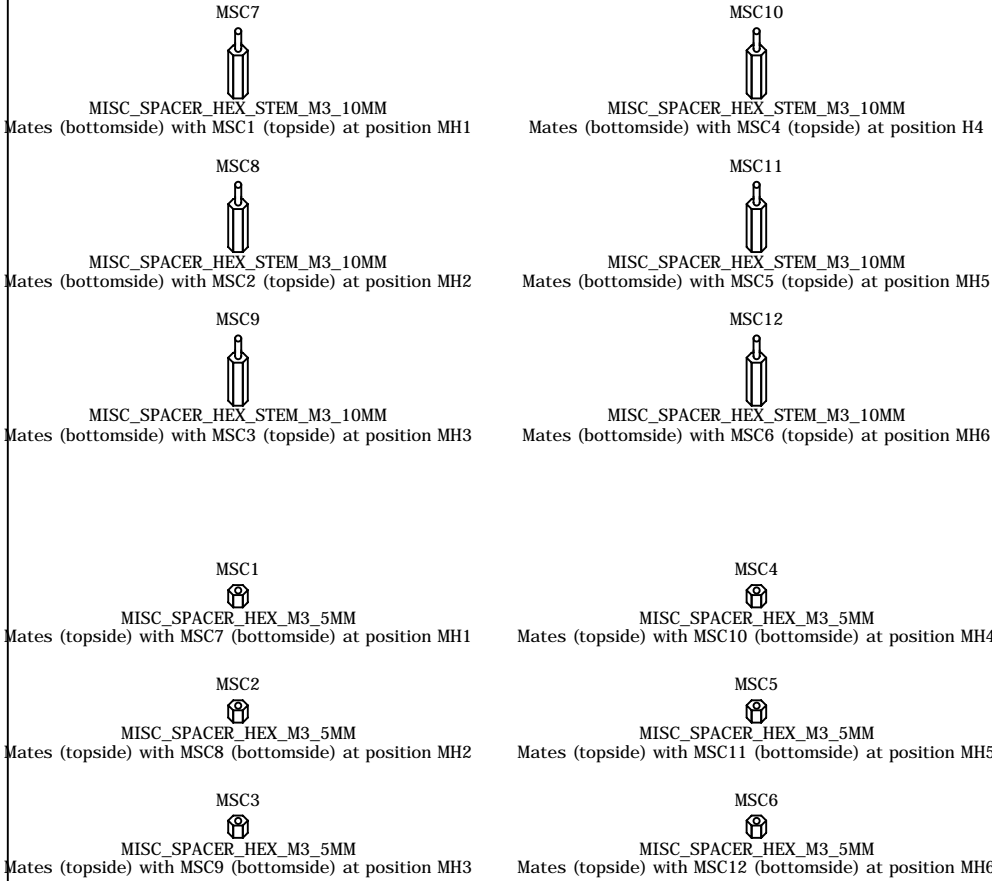 MSC7
MISC_SPACER_HEX_STEM_M3_10MM
Mates (bottomside) with MSC1 (topside) at position MH1
MSC10
MISC_SPACER_HEX_STEM_M3_10MM
Mates (bottomside) with MSC4 (topside) at position H4
MSC8
MISC_SPACER_HEX_STEM_M3_10MM
Mates (bottomside) with MSC2 (topside) at position MH2
MSC11
MISC_SPACER_HEX_STEM_M3_10MM
Mates (bottomside) with MSC5 (topside) at position MH5
MSC9
MISC_SPACER_HEX_STEM_M3_10MM
Mates (bottomside) with MSC3 (topside) at position MH3
MSC12
MISC_SPACER_HEX_STEM_M3_10MM
Mates (bottomside) with MSC6 (topside) at position MH6
MSC1
MISC_SPACER_HEX_M3_5MM
Mates (topside) with MSC7 (bottomside) at position MH1
MSC4
MISC_SPACER_HEX_M3_5MM
Mates (topside) with MSC10 (bottomside) at position MH4
MSC2
MISC_SPACER_HEX_M3_5MM
Mates (topside) with MSC8 (bottomside) at position MH2
MSC5
MISC_SPACER_HEX_M3_5MM
Mates (topside) with MSC11 (bottomside) at position MH5
MSC3
MISC_SPACER_HEX_M3_5MM
Mates (topside) with MSC9 (bottomside) at position MH3
MSC6
MISC_SPACER_HEX_M3_5MM
Mates (topside) with MSC12 (bottomside) at position MH6